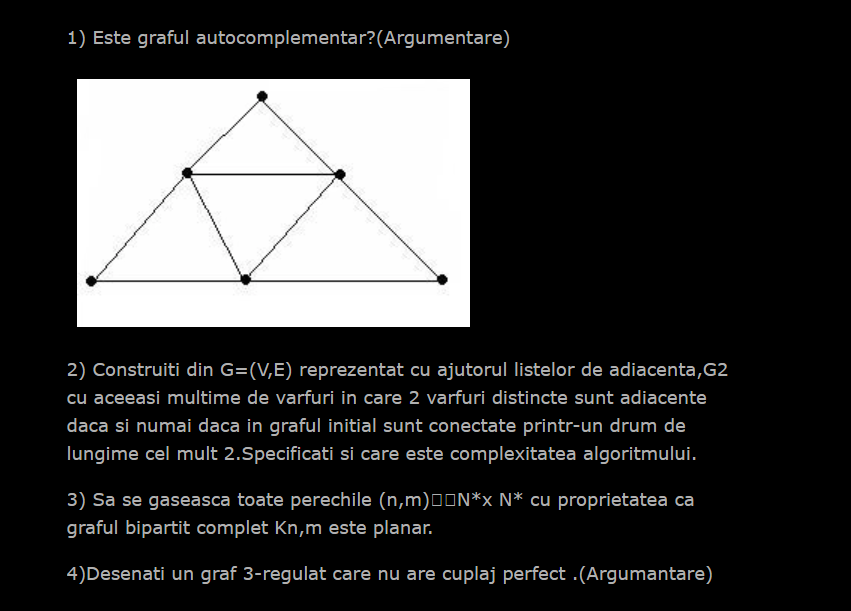 1) Este graful autocomplementar?(Argumentare)
2) Construiti din G=(V,E) reprezentat cu ajutorul listelor de adiacenta,G2
cu aceeasi multime de varfuri in care 2 varfuri distincte sunt adiacente
daca si numai daca in graful initial sunt conectate printr-un drum de
lungime cel mult 2.Specificati si care este complexitatea algoritmului.
3) Sa se gaseasca toate perechile (n,m)□□N*x N* cu proprietatea ca
graful bipartit complet Kn,m este planar.
4)Desenati un graf 3-regulat care nu are cuplaj perfect .(Argumantare)